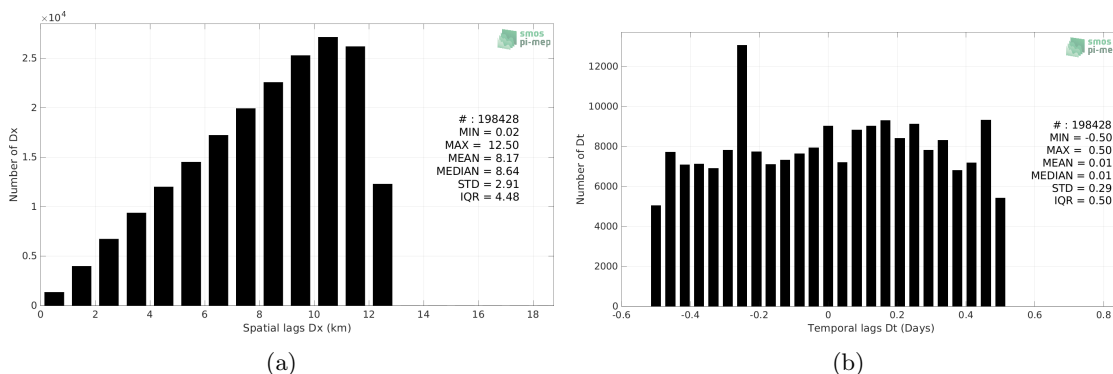 ×10⁴
2.5
2
1.5
1
0.5
0
0 2 4 6 8 10 12 14 16 18
Number of Dx
Spatial lags Dx (km)
smos
pi-mep
# : 198428
MIN = 0.02
MAX = 12.50
MEAN = 8.17
MEDIAN = 8.64
STD = 2.91
IQR = 4.48
(a)
12000
10000
8000
6000
4000
2000
0
-0.6 -0.4 -0.2 0 0.2 0.4 0.6 0.8
Number of Dt
Temporal lags Dt (Days)
smos
pi-me
# : 198428
MIN = -0.50
MAX = 0.50
MEAN = 0.01
MEDIAN = 0.01
STD = 0.29
IQR = 0.50
(b)